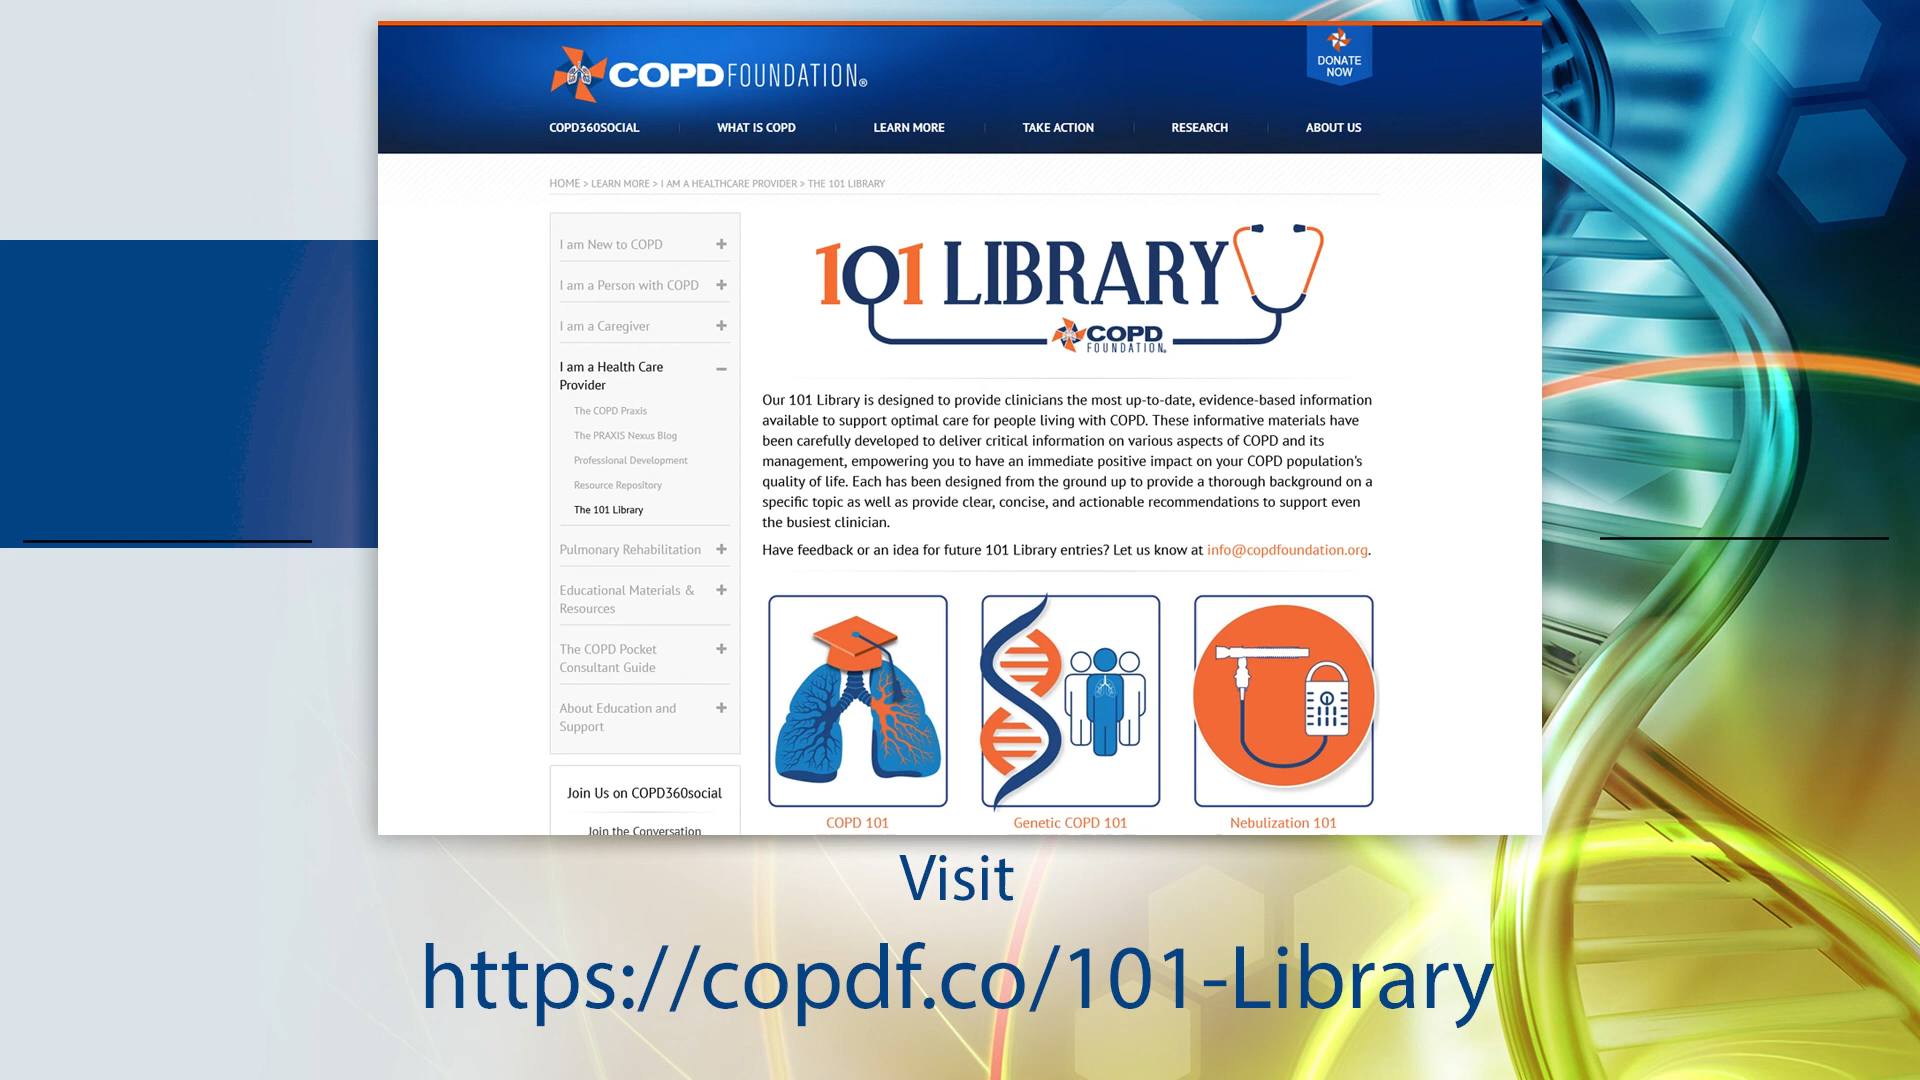 COPD FOUNDATION®
DONATE
NOW
COPD360SOCIAL
WHAT IS COPD
LEARN MORE
TAKE ACTION
RESEARCH
ABOUT US
HOME > LEARN MORE > I AM A HEALTHCARE PROVIDER > THE 101 LIBRARY
I am New to COPD
I am a Person with COPD
I am a Caregiver
I am a Health Care
Provider
The COPD Praxis
The PRAXIS Nexus Blog
Professional Development
Resource Repository
The 101 Library
Pulmonary Rehabilitation
Educational Materials &
Resources
The COPD Pocket
Consultant Guide
About Education and
Support
Join Us on COPD360social
Join the Conversation
101 LIBRARY
COPD
FOUNDATION®
Our 101 Library is designed to provide clinicians the most up-to-date, evidence-based information
available to support optimal care for people living with COPD. These informative materials have
been carefully developed to deliver critical information on various aspects of COPD and its
management, empowering you to have an immediate positive impact on your COPD population's
quality of life. Each has been designed from the ground up to provide a thorough background on a
specific topic as well as provide clear, concise, and actionable recommendations to support even
the busiest clinician.
Have feedback or an idea for future 101 Library entries? Let us know at info@copdfoundation.org.
COPD 101
Genetic COPD 101
Nebulization 101
Visit
https://copdf.co/101-Library